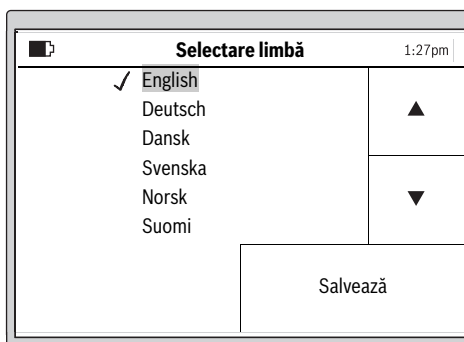 Selectare limbă 1:27pm
English
Deutsch
Dansk
Svenska
Norsk
Suomi
Salvează